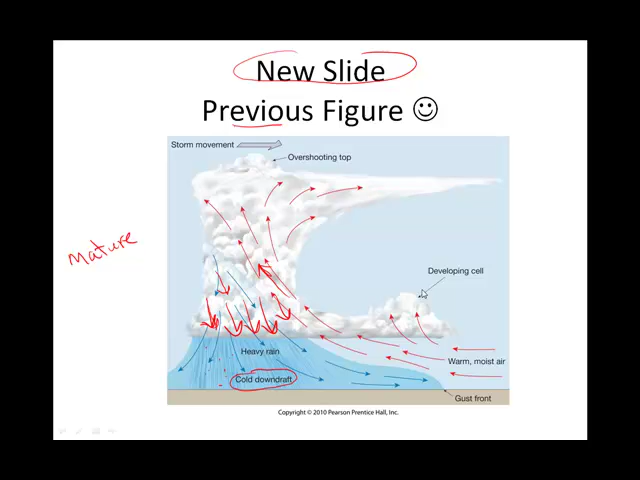 New Slide
Previous Figure ☺
Storm movement
Overshooting top
mature
Developing cell
Heavy rain
Warm, moist air
Cold downdraft
Gust front
Copyright © 2010 Pearson Prentice Hall, Inc.